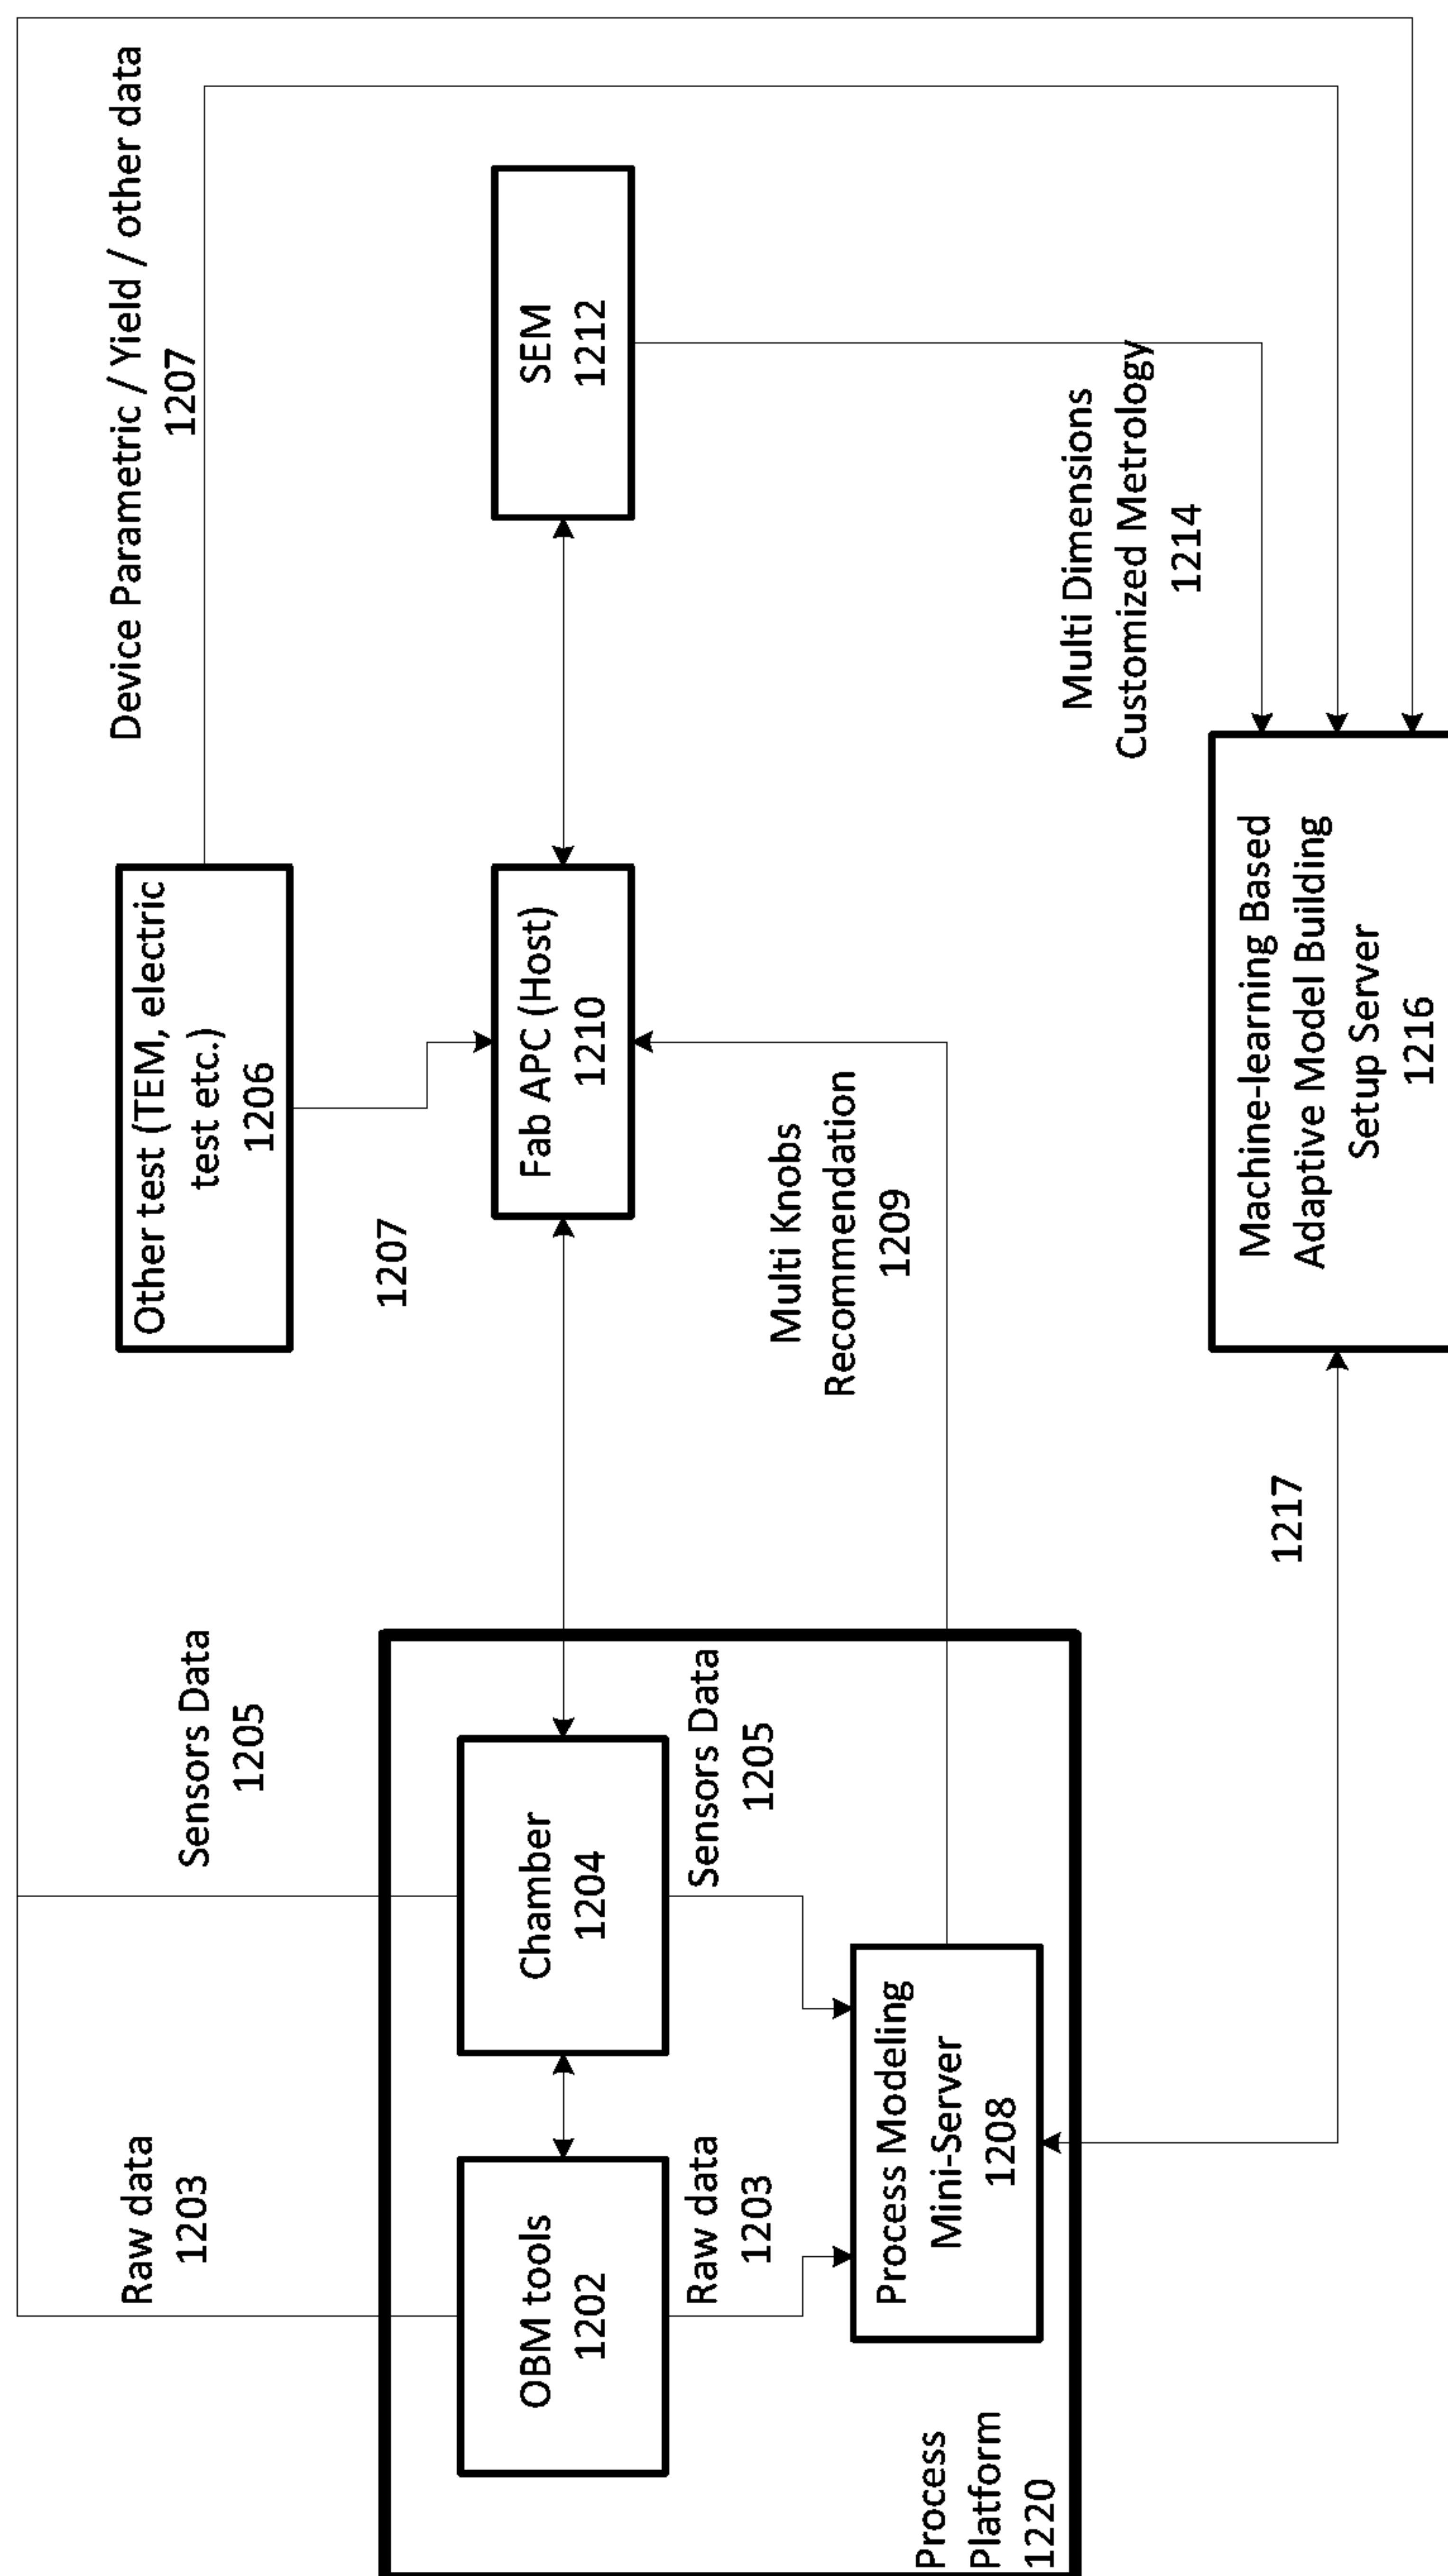 Raw data
1203
Sensors Data
1205
Device Parametric / Yield / other data
1207
Other test (TEM, electric
test etc.)
1206
1207
OBM tools
1202
Chamber
1204
Fab APC (Host)
1210
SEM
1212
Raw data
1203
Sensors Data
1205
Multi Knobs
Recommendation
1209
Process Modeling
Mini-Server
1208
Process
Platform
1220
Multi Dimensions
Customized Metrology
1214
1217
Machine-learning Based
Adaptive Model Building
Setup Server
1216